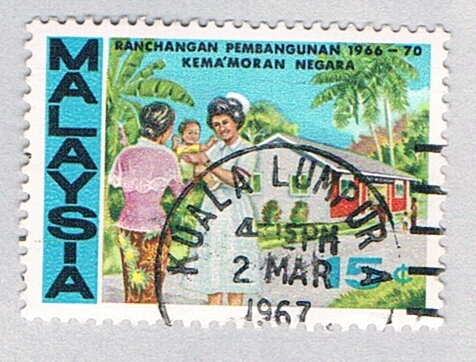 MALAYSIA
RANCHANGAN PEMBANGUNAN 1966-70
KEMA'MORAN NEGARA
KUALA LUMPUR A
4-15PM
2 MAR
1967
15¢